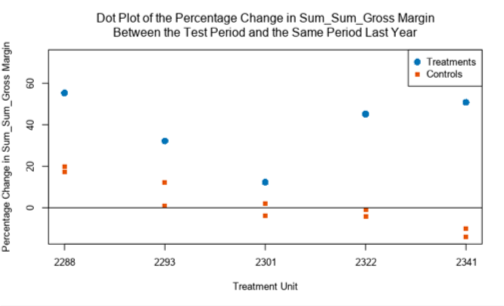 Dot Plot of the Percentage Change in Sum_Sum_Gross Margin
Between the Test Period and the Same Period Last Year
Percentage Change in Sum_Sum_Gross Margin
60
40
20
0
Treatments
Controls
2288 2293 2301 2322 2341
Treatment Unit